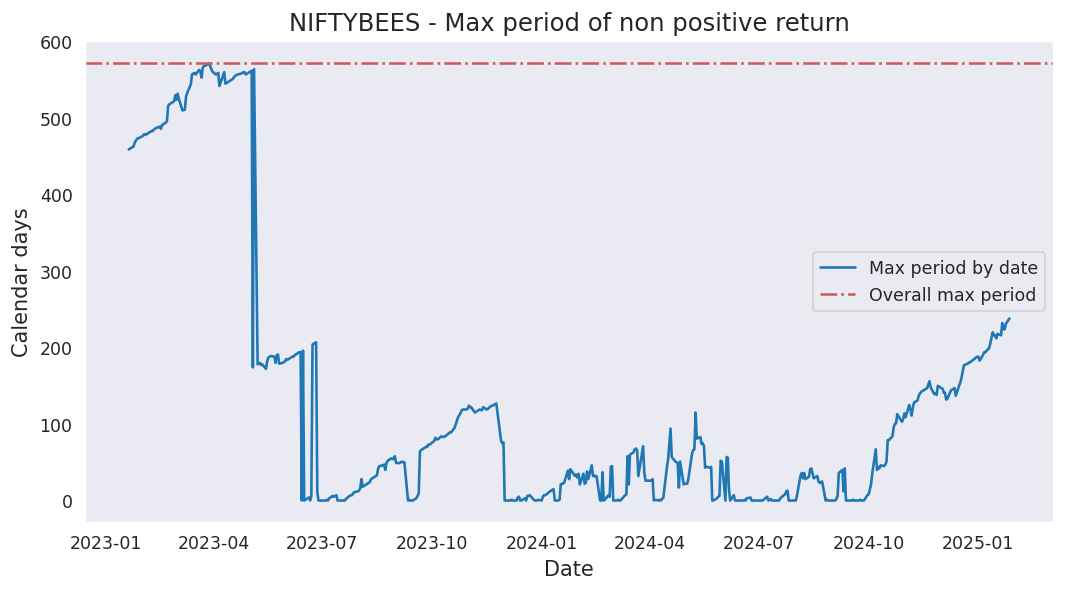 NIFTYBEES - Max period of non positive return
600
500
400
300
200
100
0
Calendar days
Max period by date
Overall max period
2023-01 2023-04 2023-07 2023-10 2024-01 2024-04 2024-07 2024-10 2025-01
Date